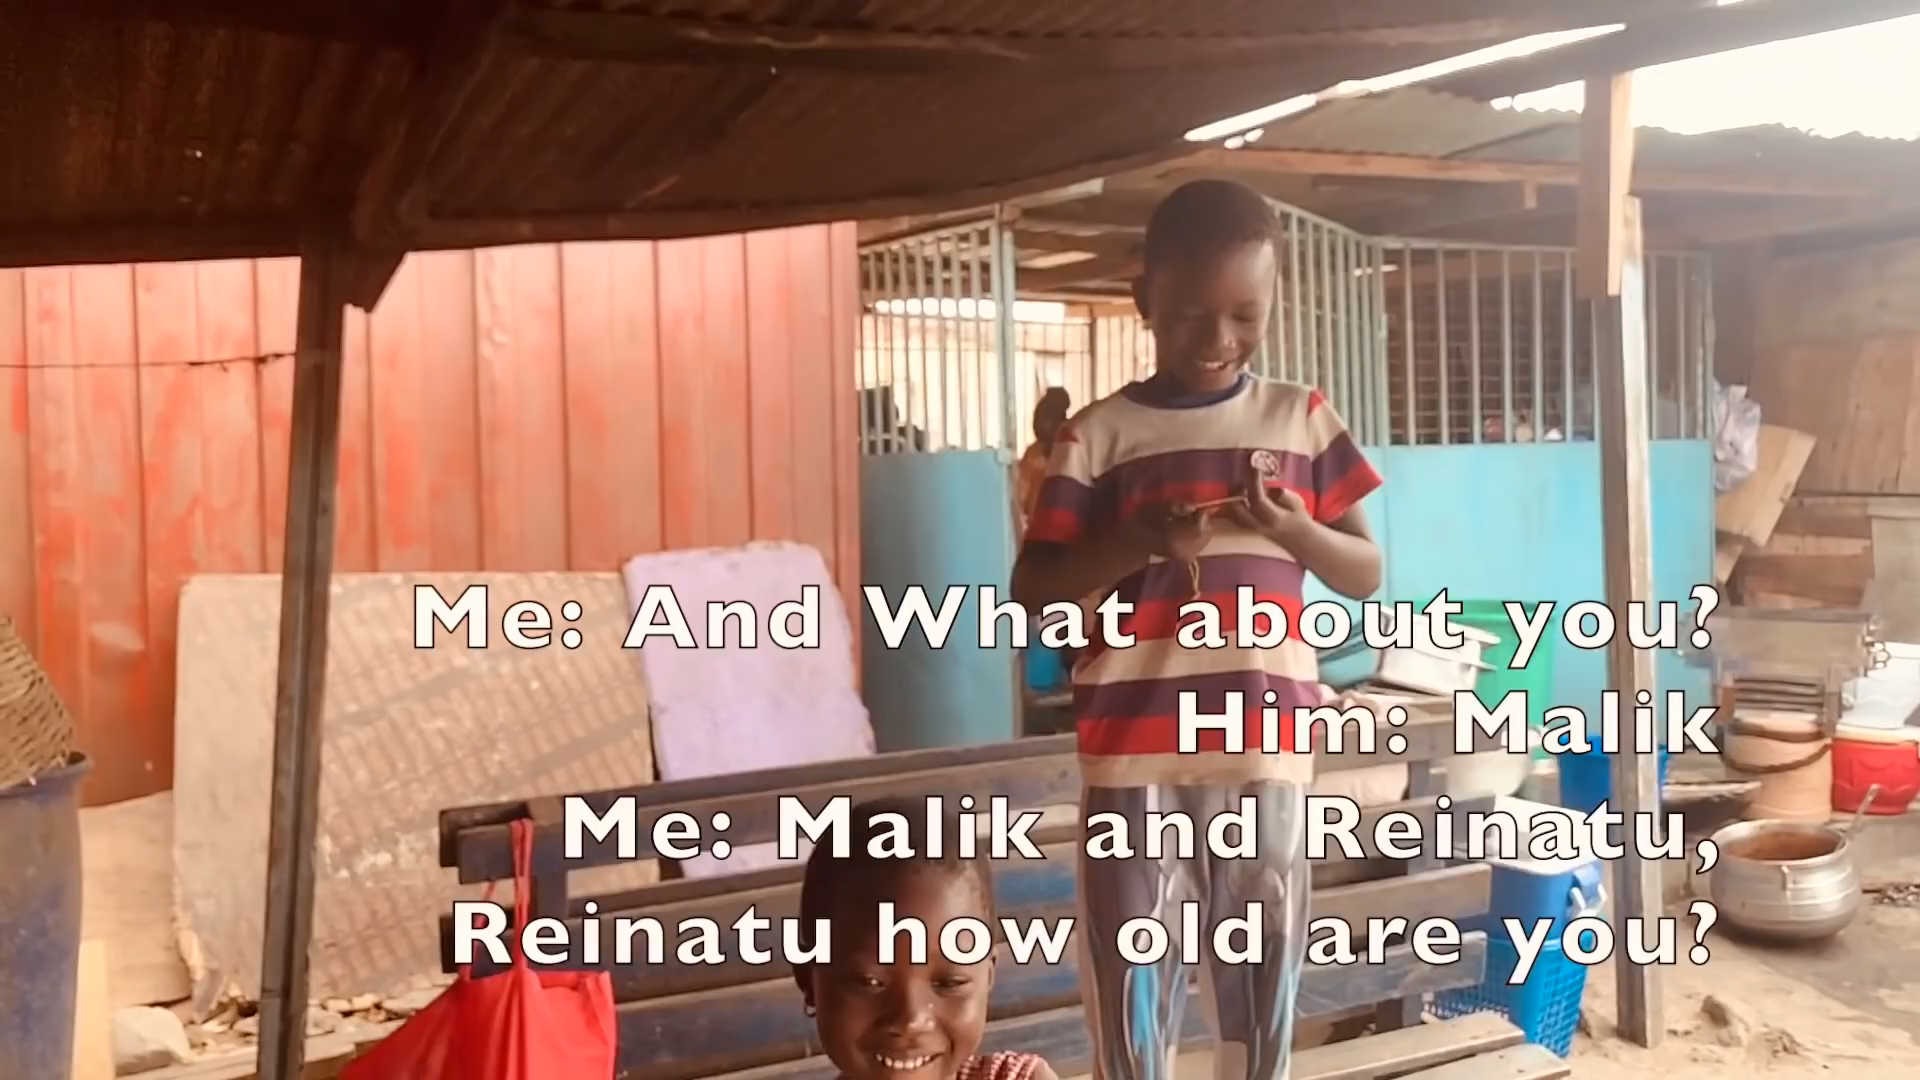 Me: And What about you?
Him: Malik
Me: Malik and Reinatu,
Reinatu how old are you?